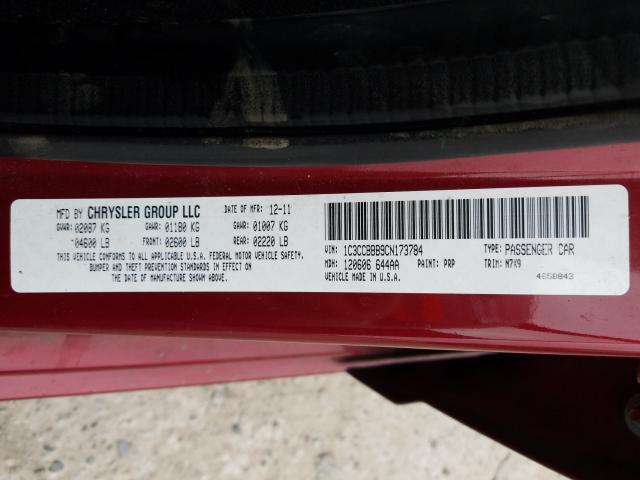 MFD BY CHRYSLER GROUP LLC DATE OF MFR: 12-11
GVWR: 02087 KG GAWR: 01180 KG GAWR: 01007 KG
04600 LB FRONT: 02600 LB REAR: 02220 LB
THIS VEHICLE CONFORMS TO ALL APPLICABLE U.S.A. FEDERAL MOTOR VEHICLE SAFETY,
BUMPER AND THEFT PREVENTION STANDARDS IN EFFECT ON
THE DATE OF MANUFACTURE SHOWN ABOVE.
VIN: 1C3CCBBB9CN173784 TYPE: PASSENGER CAR
MDH: 120606 644AA PAINT: PRP TRIM: N7K9
VEHICLE MADE IN U.S.A. 4658843